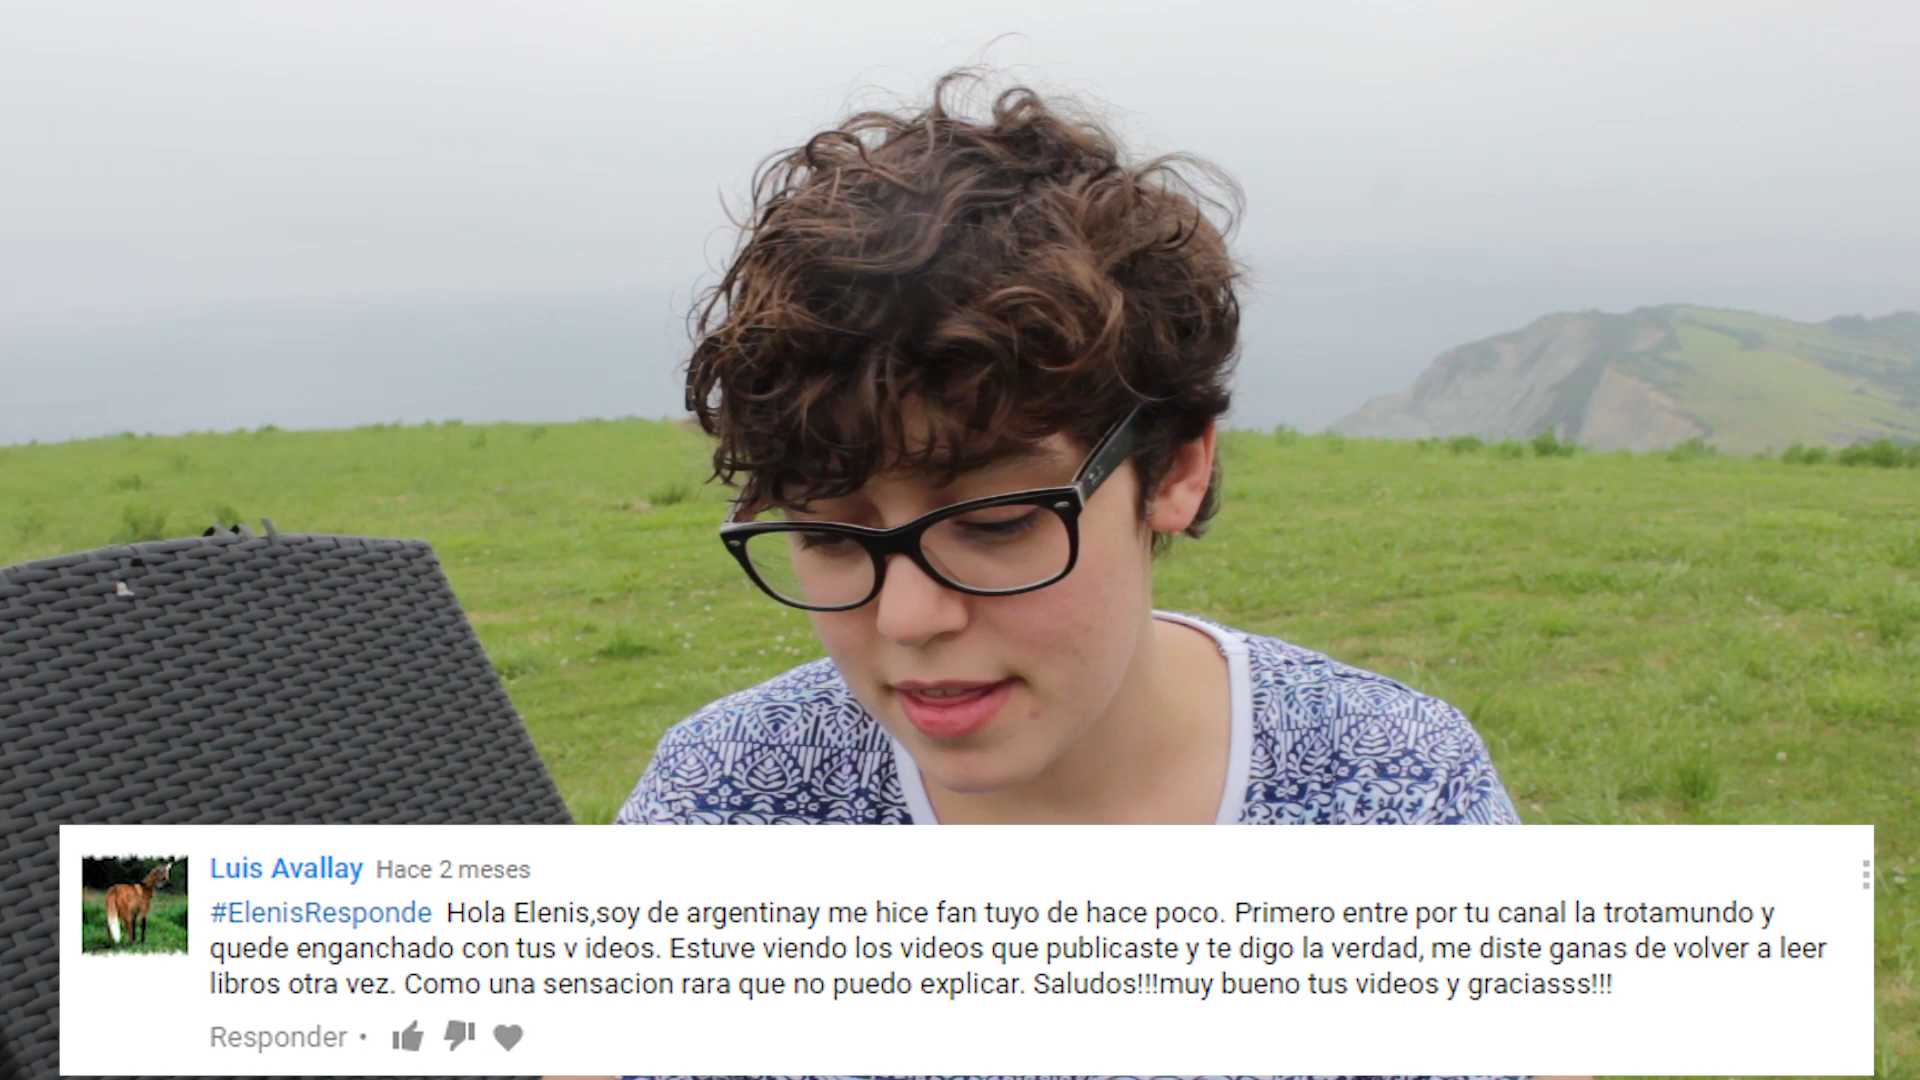 Luis Avallay Hace 2 meses
#ElenisResponde Hola Elenis,soy de argentinay me hice fan tuyo de hace poco. Primero entre por tu canal la trotamundo y
quede enganchado con tus v ideos. Estuve viendo los videos que publicaste y te digo la verdad, me diste ganas de volver a leer
libros otra vez. Como una sensacion rara que no puedo explicar. Saludos!!!muy bueno tus videos y graciasss!!!
Responder •